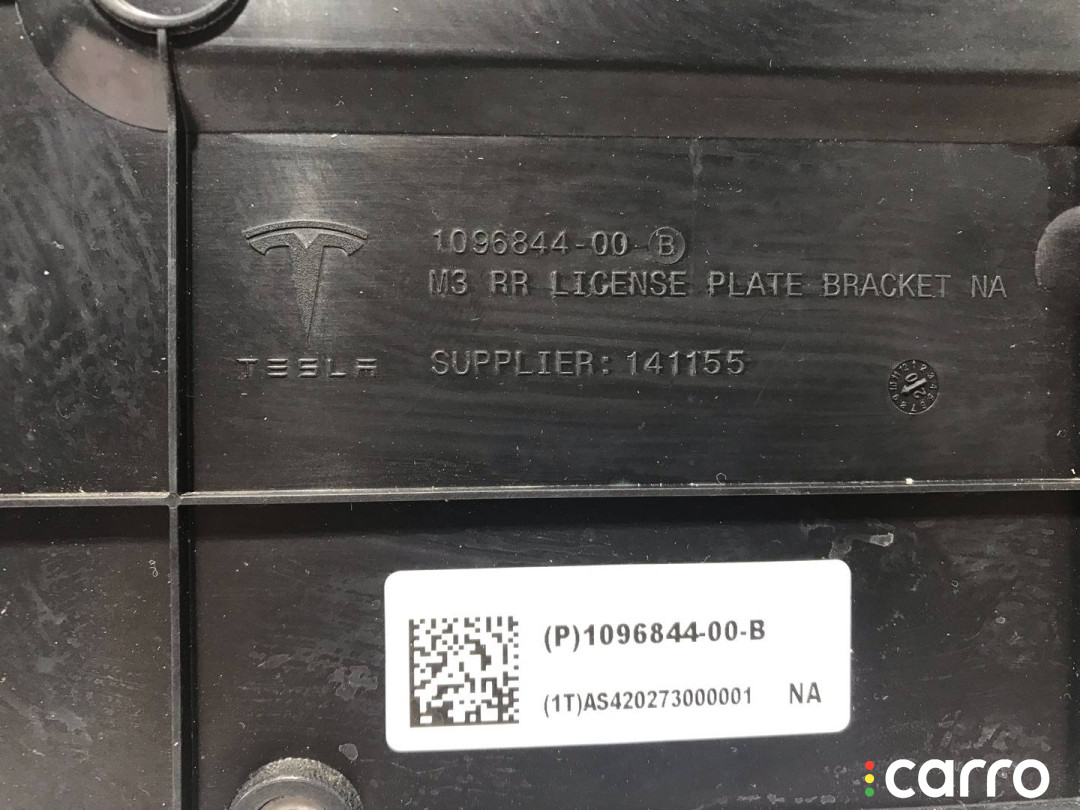 1096844-00-B
M3 RR LICENSE PLATE BRACKET NA
TESLA
SUPPLIER: 141155
(P)1096844-00-B
(1T)AS420273000001 NA
carro